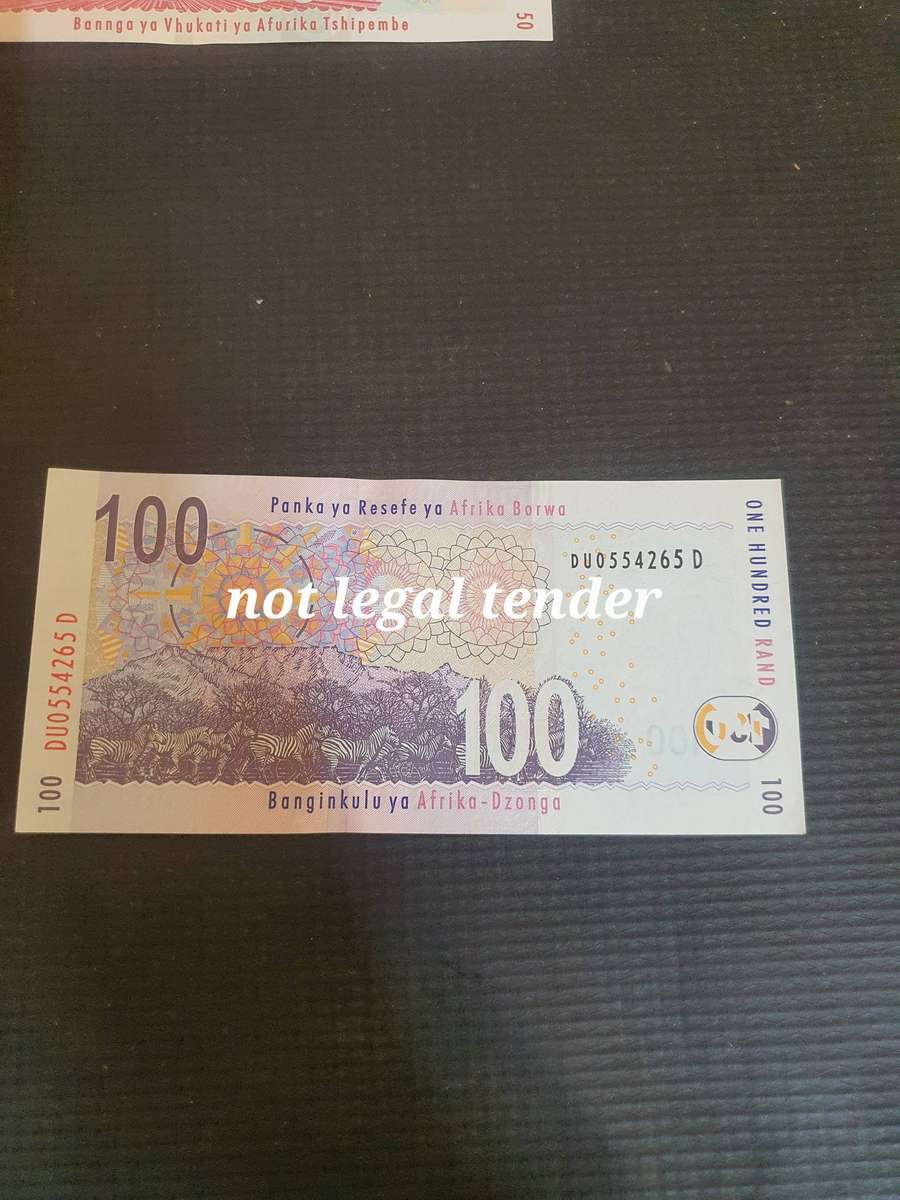 Bannga ya Vhukati ya Afurika Tshipembe
50
100
Panka ya Resefe ya Afrika Borwa
DU0554265 D
not legal tender
ONE HUNDRED RAND
DU0554265 D
100
100
Banginkulu ya Afrika-Dzonga
100